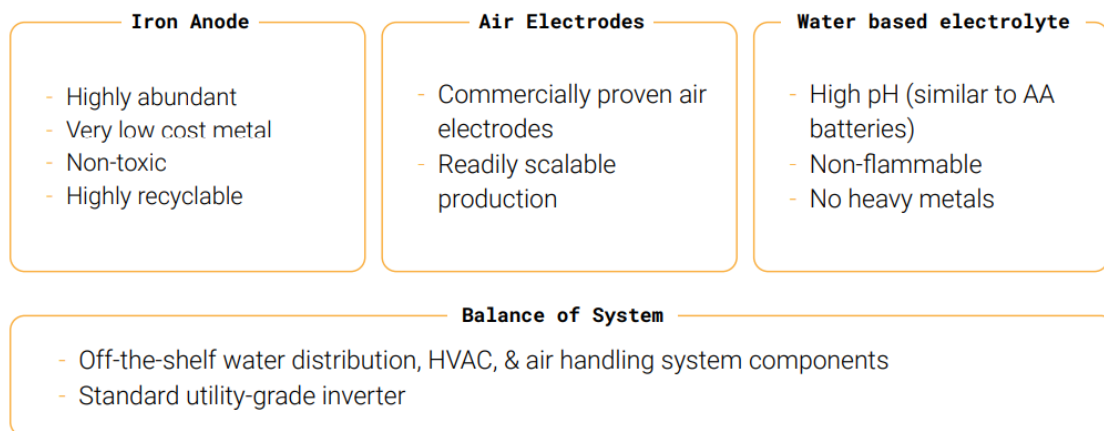 Iron Anode
- Highly abundant
- Very low cost metal
- Non-toxic
- Highly recyclable
Air Electrodes
- Commercially proven air
electrodes
- Readily scalable
production
Water based electrolyte
- High pH (similar to AA
batteries)
- Non-flammable
- No heavy metals
Balance of System
- Off-the-shelf water distribution, HVAC, & air handling system components
- Standard utility-grade inverter